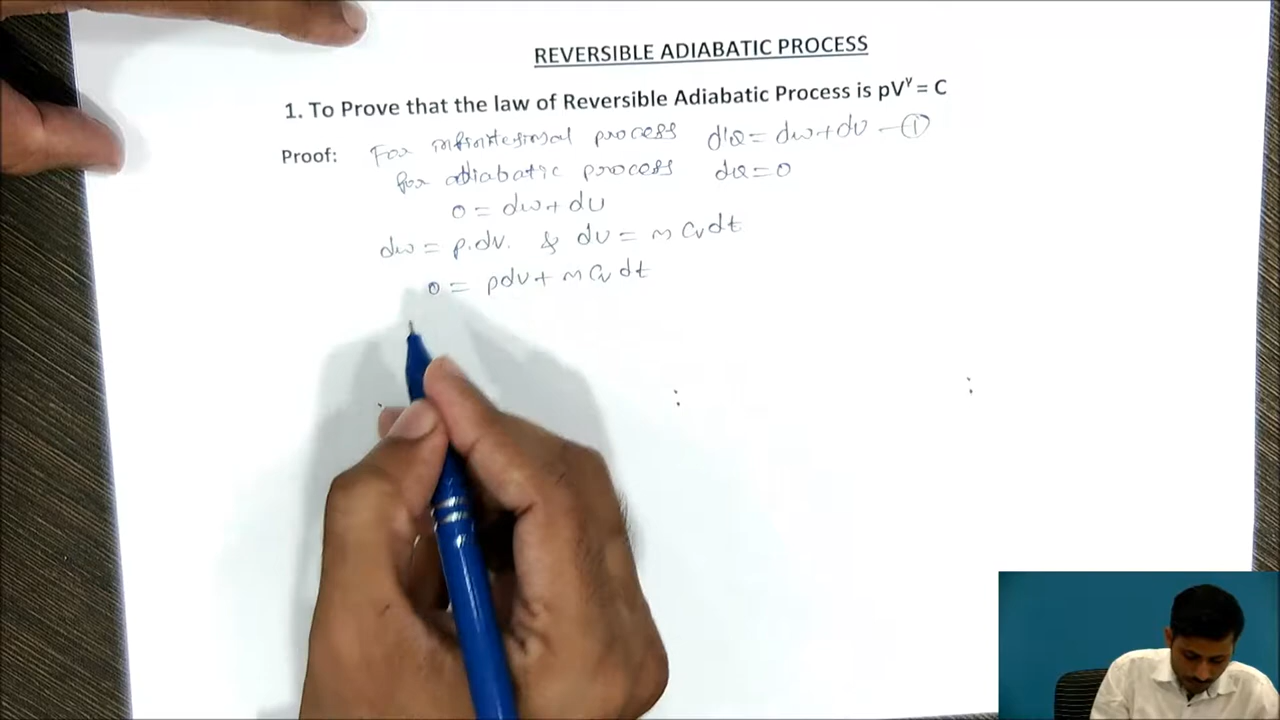 REVERSIBLE ADIABATIC PROCESS
1. To Prove that the law of Reversible Adiabatic Process is pVᵞ = C
Proof: For infinitesimal process d'Q = dw + dU — ①
for adiabatic process dQ = 0
0 = dw + dU
dw = p.dv. & dU = m Cv dt
0 = pdv + m Cv dt